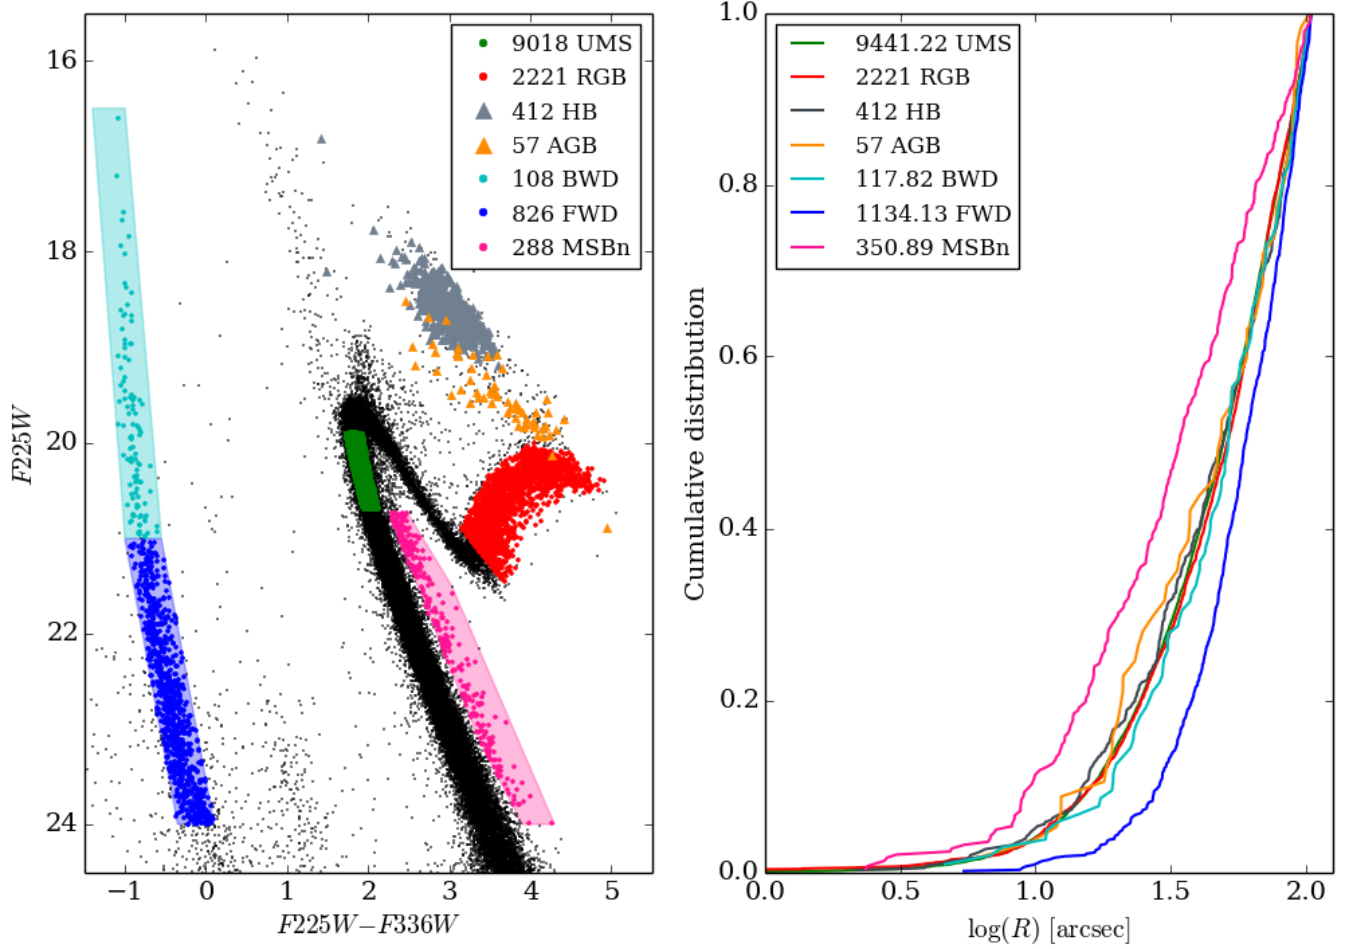 9018 UMS
2221 RGB
412 HB
57 AGB
108 BWD
826 FWD
288 MSBn
16
18
20
22
24
F225W
−1
0
1
2
3
4
5
F225W−F336W
9441.22 UMS
2221 RGB
412 HB
57 AGB
117.82 BWD
1134.13 FWD
350.89 MSBn
1.0
0.8
0.6
0.4
0.2
0.0
Cumulative distribution
0.0
0.5
1.0
1.5
2.0
log(R) [arcsec]